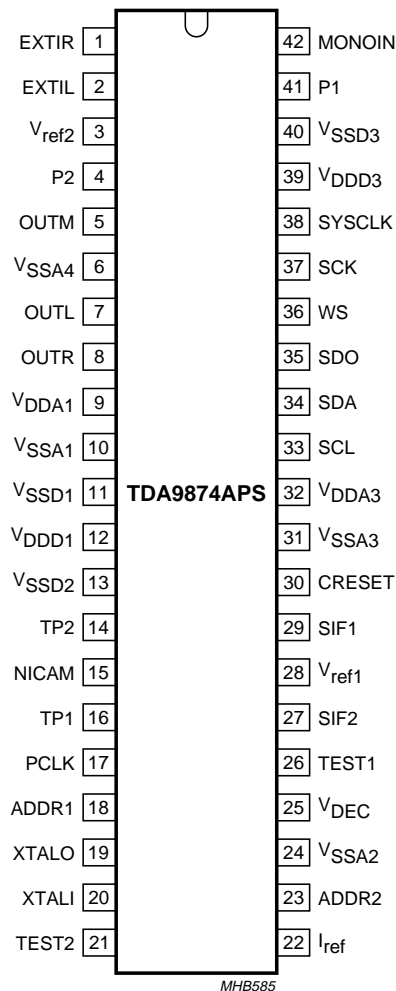 EXTIR 1 42 MONOIN
EXTIL 2 41 P1
Vref2 3 40 VSSD3
P2 4 39 VDDD3
OUTM 5 38 SYSCLK
VSSA4 6 37 SCK
OUTL 7 36 WS
OUTR 8 35 SDO
VDDA1 9 34 SDA
VSSA1 10 33 SCL
VSSD1 11 TDA9874APS 32 VDDA3
VDDD1 12 31 VSSA3
VSSD2 13 30 CRESET
TP2 14 29 SIF1
NICAM 15 28 Vref1
TP1 16 27 SIF2
PCLK 17 26 TEST1
ADDR1 18 25 VDEC
XTALO 19 24 VSSA2
XTALI 20 23 ADDR2
TEST2 21 22 Iref
MHB585